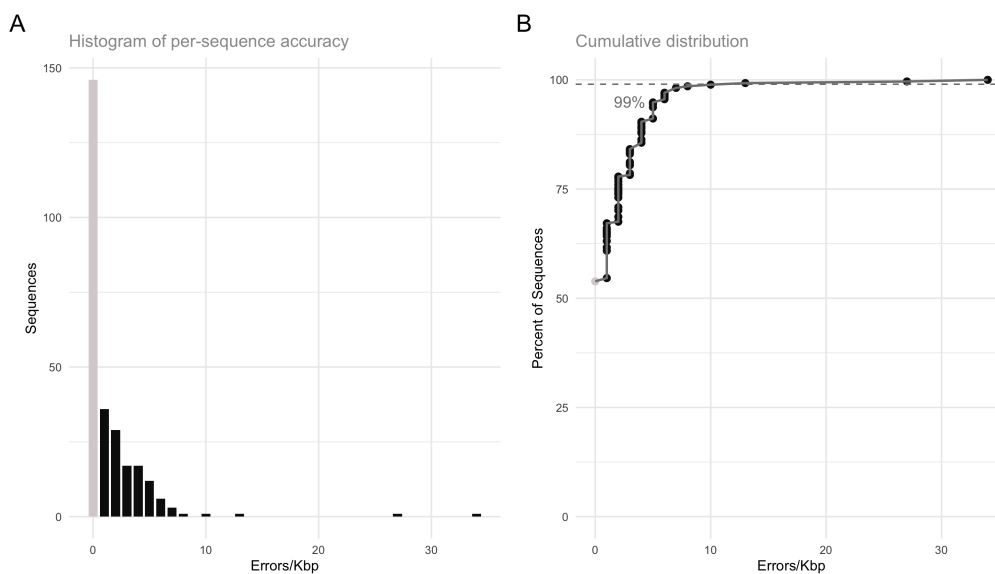 A
Histogram of per-sequence accuracy
150
100
50
0
Sequences
0 10 20 30
Errors/Kbp
B
Cumulative distribution
100
75
50
25
0
99%
Percent of Sequences
0 10 20 30
Errors/Kbp